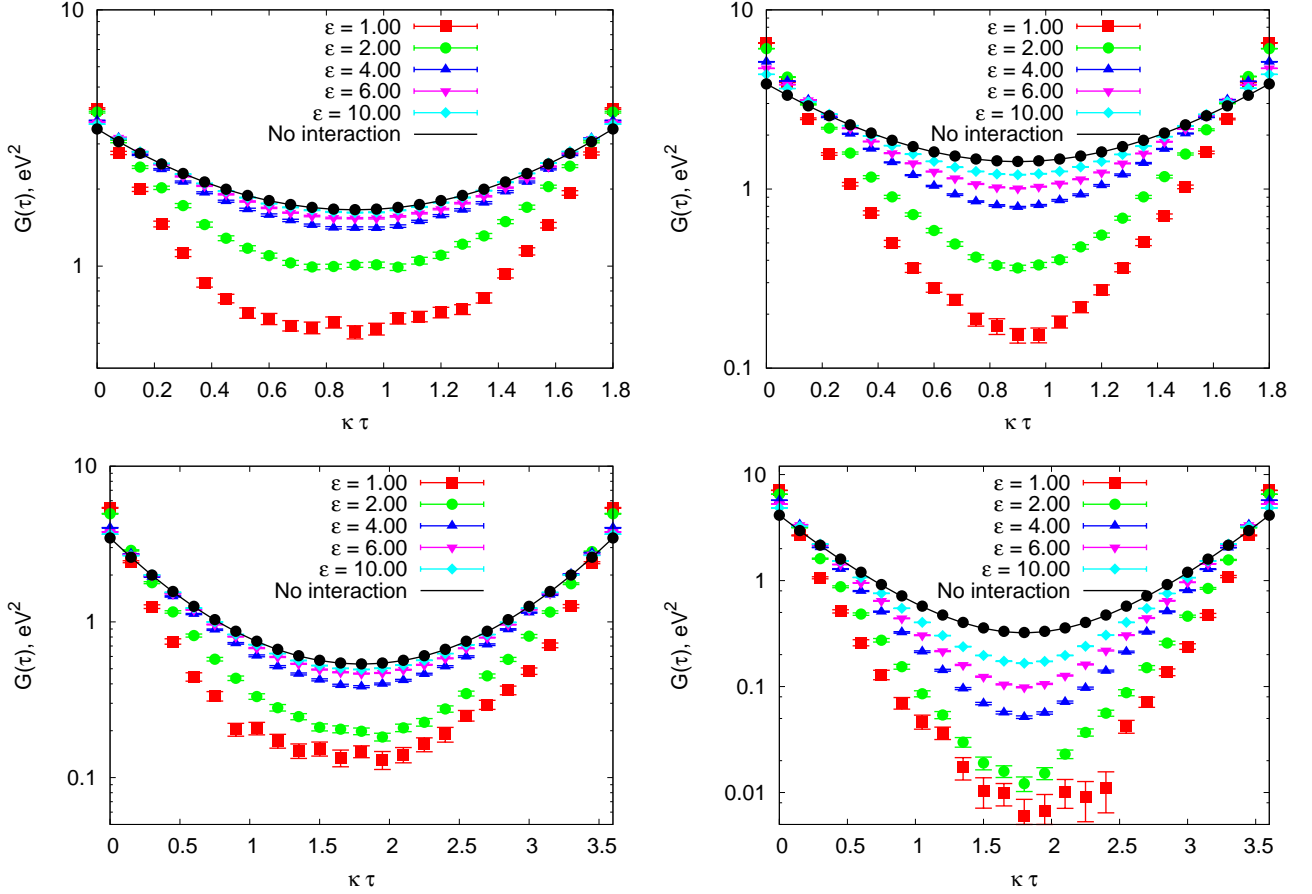 10
1
G(τ), eV²
0 0.2 0.4 0.6 0.8 1 1.2 1.4 1.6 1.8
κ τ
ε = 1.00
ε = 2.00
ε = 4.00
ε = 6.00
ε = 10.00
No interaction
10
1
0.1
G(τ), eV²
0 0.2 0.4 0.6 0.8 1 1.2 1.4 1.6 1.8
κ τ
ε = 1.00
ε = 2.00
ε = 4.00
ε = 6.00
ε = 10.00
No interaction
10
1
0.1
G(τ), eV²
0 0.5 1 1.5 2 2.5 3 3.5
κ τ
ε = 1.00
ε = 2.00
ε = 4.00
ε = 6.00
ε = 10.00
No interaction
10
1
0.1
0.01
G(τ), eV²
0 0.5 1 1.5 2 2.5 3 3.5
κ τ
ε = 1.00
ε = 2.00
ε = 4.00
ε = 6.00
ε = 10.00
No interaction